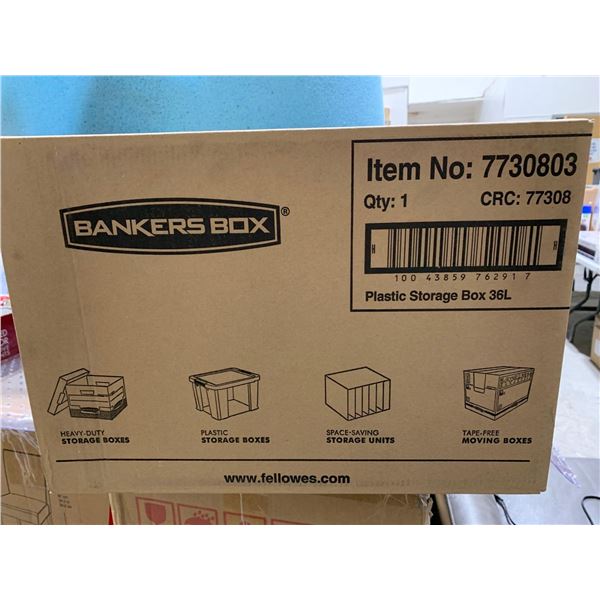 BANKERS BOX®
Item No: 7730803
Qty: 1 CRC: 77308
H H
100 43859 76291 7
Plastic Storage Box 36L
HEAVY-DUTY
STORAGE BOXES
PLASTIC
STORAGE BOXES
SPACE-SAVING
STORAGE UNITS
TAPE-FREE
MOVING BOXES
www.fellowes.com